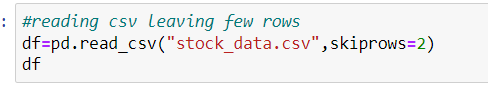 : #reading csv leaving few rows
df=pd.read_csv("stock_data.csv",skiprows=2)
df